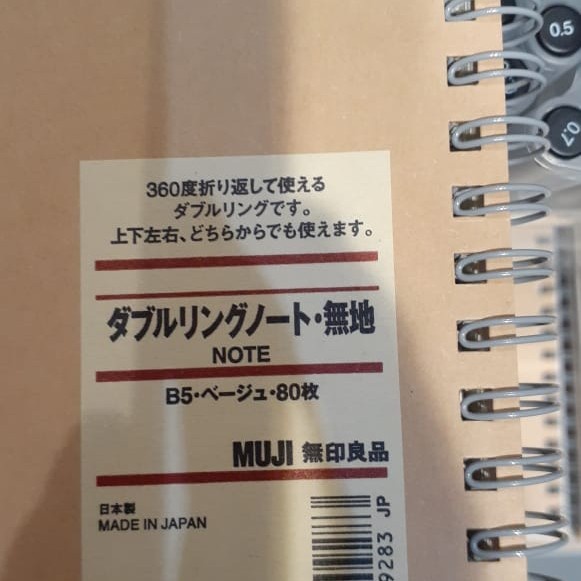 360度折り返して使える
ダブルリングです。
上下左右、どちらからでも使えます。
ダブルリングノート・無地
NOTE
B5・ベージュ・80枚
MUJI 無印良品
日本製
MADE IN JAPAN
9283 JP
0.5
0.7